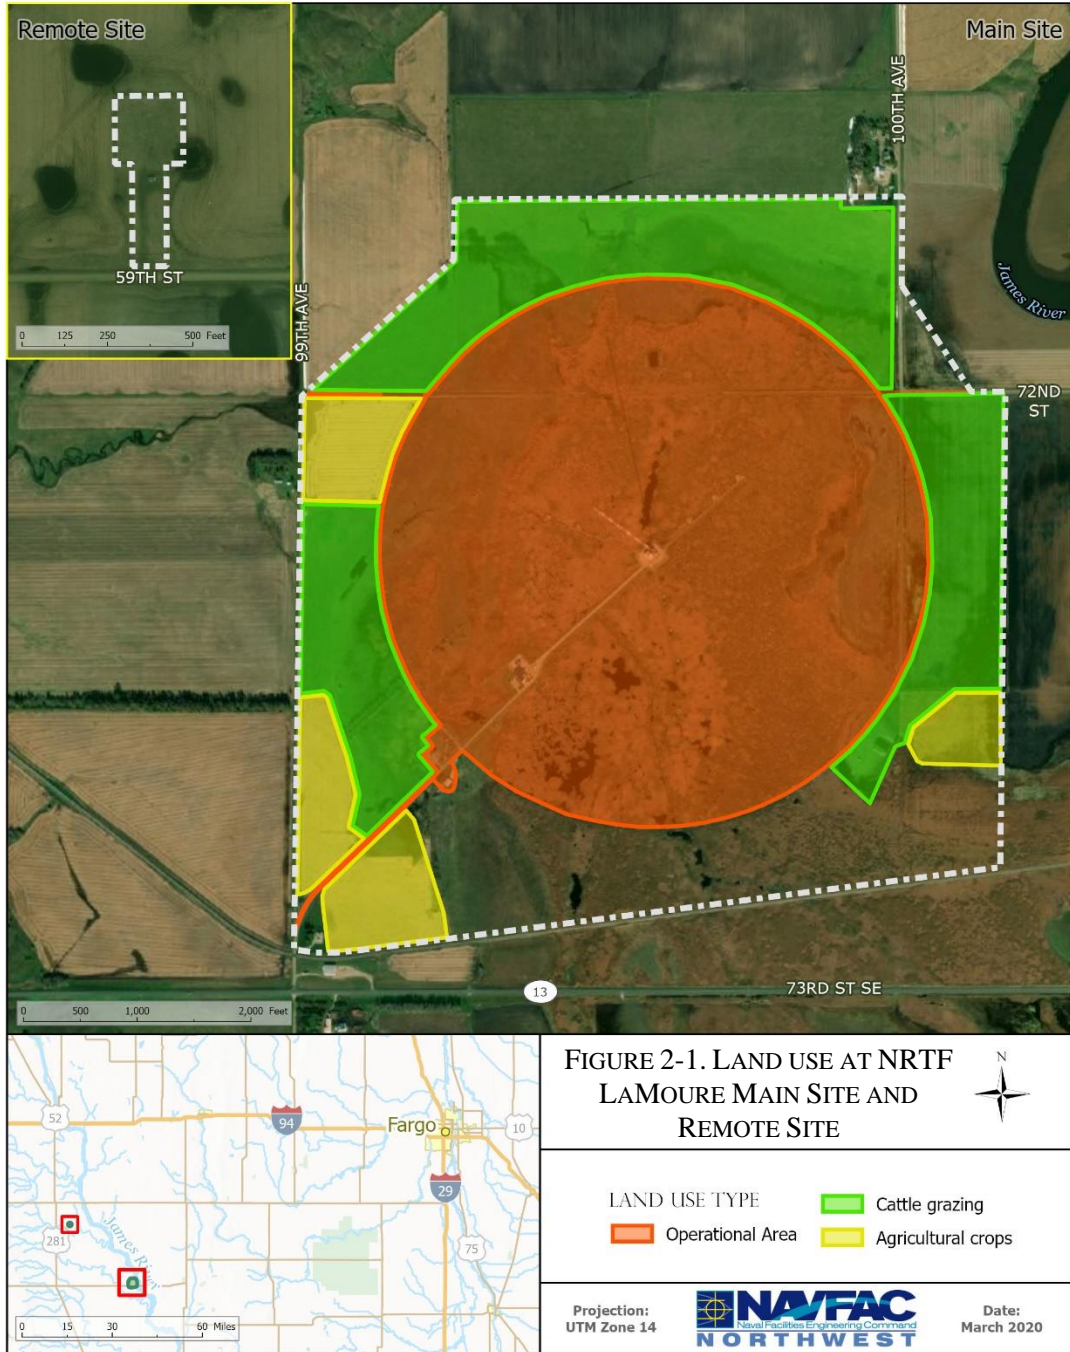 Remote Site
Main Site
100TH AVE
James River
59TH ST
0 125 250 500 Feet
99TH AVE
72ND
ST
73RD ST SE
13
0 500 1,000 2,000 Feet
FIGURE 2-1. LAND USE AT NRTF
LAMOURE MAIN SITE AND
REMOTE SITE
N
52
94
Fargo
10
29
James River
281
75
0 15 30 60 Miles
LAND USE TYPE
Operational Area
Cattle grazing
Agricultural crops
Projection:
UTM Zone 14
NAVFAC
Naval Facilities Engineering Command
NORTHWEST
Date:
March 2020